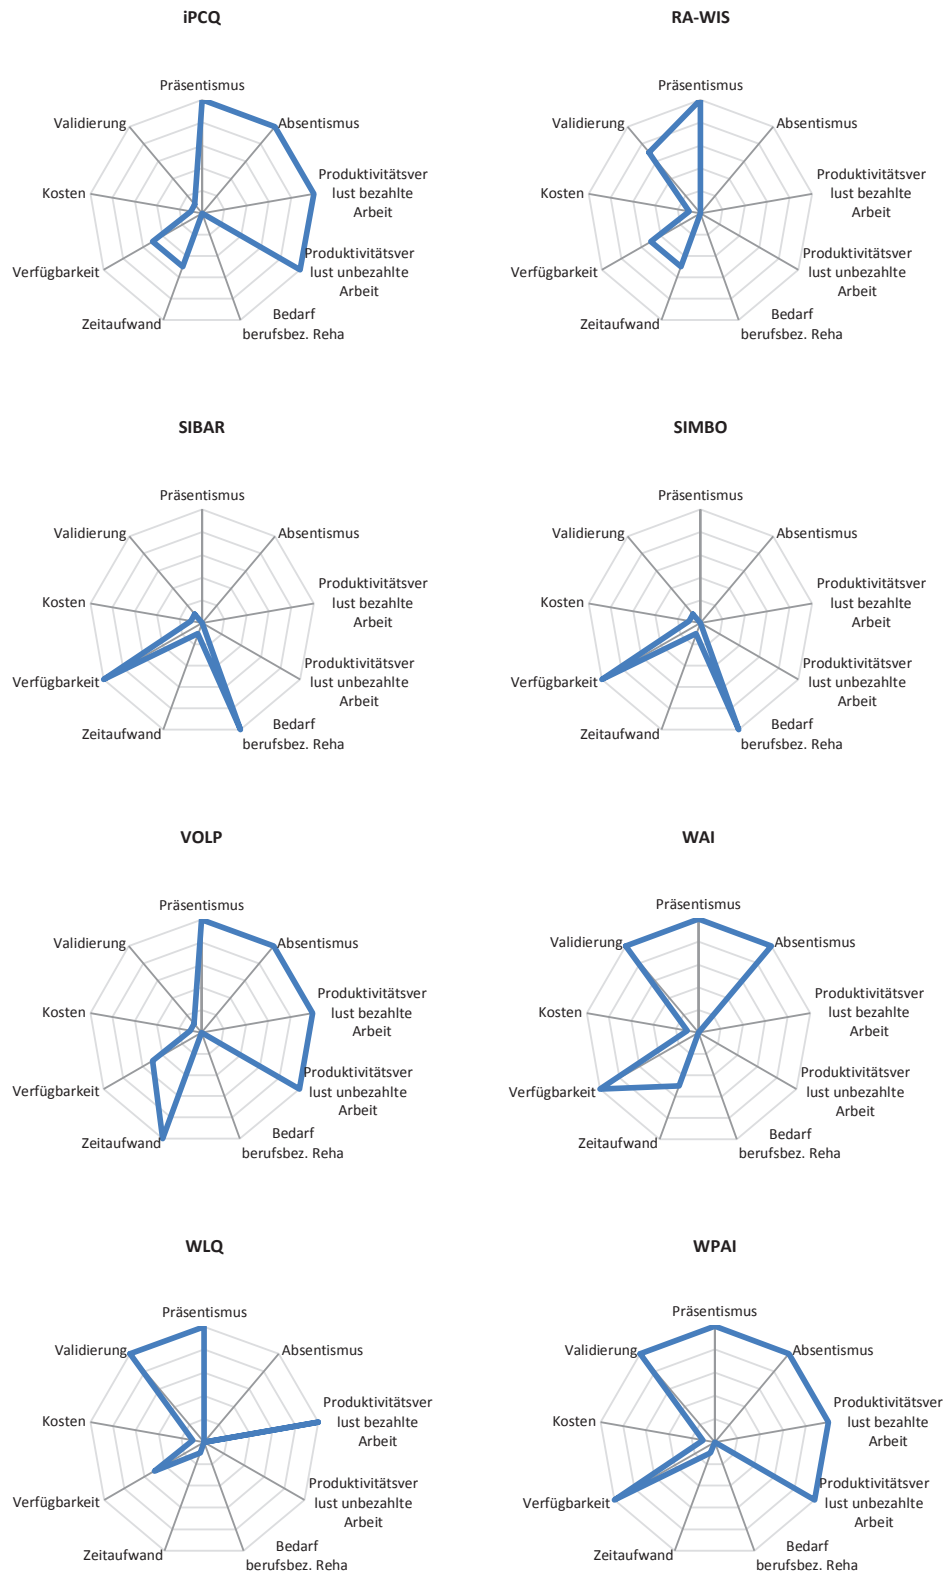 iPCQ
Präsentismus
Absentismus
Produktivitätsver
lust bezahlte
Arbeit
Produktivitätsver
lust unbezahlte
Arbeit
Bedarf
berufsbez. Reha
Zeitaufwand
Verfügbarkeit
Kosten
Validierung
RA-WIS
Präsentismus
Absentismus
Produktivitätsver
lust bezahlte
Arbeit
Produktivitätsver
lust unbezahlte
Arbeit
Bedarf
berufsbez. Reha
Zeitaufwand
Verfügbarkeit
Kosten
Validierung
SIBAR
Präsentismus
Absentismus
Produktivitätsver
lust bezahlte
Arbeit
Produktivitätsver
lust unbezahlte
Arbeit
Bedarf
berufsbez. Reha
Zeitaufwand
Verfügbarkeit
Kosten
Validierung
SIMBO
Präsentismus
Absentismus
Produktivitätsver
lust bezahlte
Arbeit
Produktivitätsver
lust unbezahlte
Arbeit
Bedarf
berufsbez. Reha
Zeitaufwand
Verfügbarkeit
Kosten
Validierung
VOLP
Präsentismus
Absentismus
Produktivitätsver
lust bezahlte
Arbeit
Produktivitätsver
lust unbezahlte
Arbeit
Bedarf
berufsbez. Reha
Zeitaufwand
Verfügbarkeit
Kosten
Validierung
WAI
Präsentismus
Absentismus
Produktivitätsver
lust bezahlte
Arbeit
Produktivitätsver
lust unbezahlte
Arbeit
Bedarf
berufsbez. Reha
Zeitaufwand
Verfügbarkeit
Kosten
Validierung
WLQ
Präsentismus
Absentismus
Produktivitätsver
lust bezahlte
Arbeit
Produktivitätsver
lust unbezahlte
Arbeit
Bedarf
berufsbez. Reha
Zeitaufwand
Verfügbarkeit
Kosten
Validierung
WPAI
Präsentismus
Absentismus
Produktivitätsver
lust bezahlte
Arbeit
Produktivitätsver
lust unbezahlte
Arbeit
Bedarf
berufsbez. Reha
Zeitaufwand
Verfügbarkeit
Kosten
Validierung